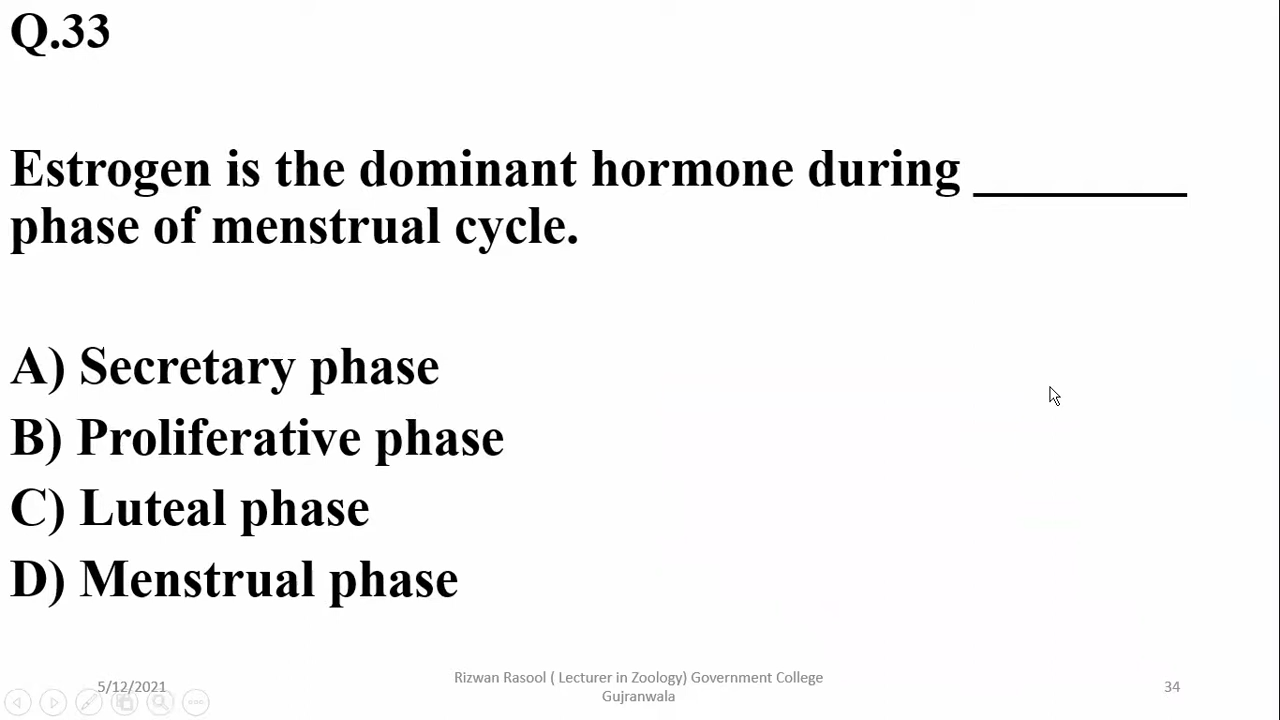 Q.33
Estrogen is the dominant hormone during ________
phase of menstrual cycle.
A) Secretary phase
B) Proliferative phase
C) Luteal phase
D) Menstrual phase
5/12/2021
Rizwan Rasool ( Lecturer in Zoology) Government College
Gujranwala
34